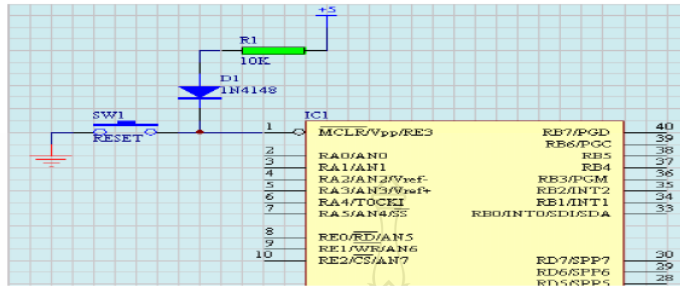 +5
R1
10K
D1
1N4148
SW1
RESET
IC1
1 MCLR/Vpp/RE3 RB7/PGD 40
RB6/PGC 39
2 RA0/AN0 RB5 38
3 RA1/AN1 RB4 37
4 RA2/AN2/Vref- RB3/PGM 36
5 RA3/AN3/Vref+ RB2/INT2 35
6 RA4/TOCKI RB1/INT1 34
7 RA5/AN4/SS RB0/INT0/SDI/SDA 33
8 RE0/RD/AN5
9 RE1/WR/AN6
10 RE2/CS/AN7 RD7/SPP7 30
RD6/SPP6 29
RD5/SPP5 28